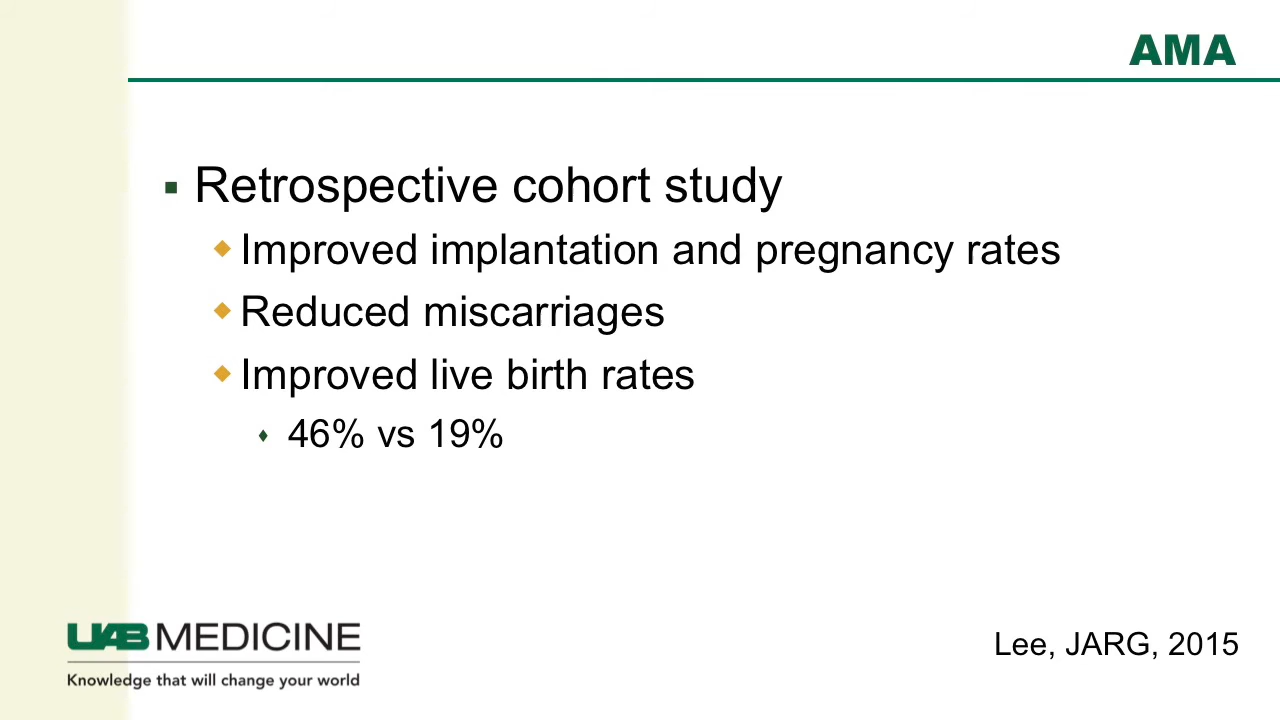 AMA
Retrospective cohort study
Improved implantation and pregnancy rates
Reduced miscarriages
Improved live birth rates
46% vs 19%
UAB MEDICINE
Knowledge that will change your world
Lee, JARG, 2015